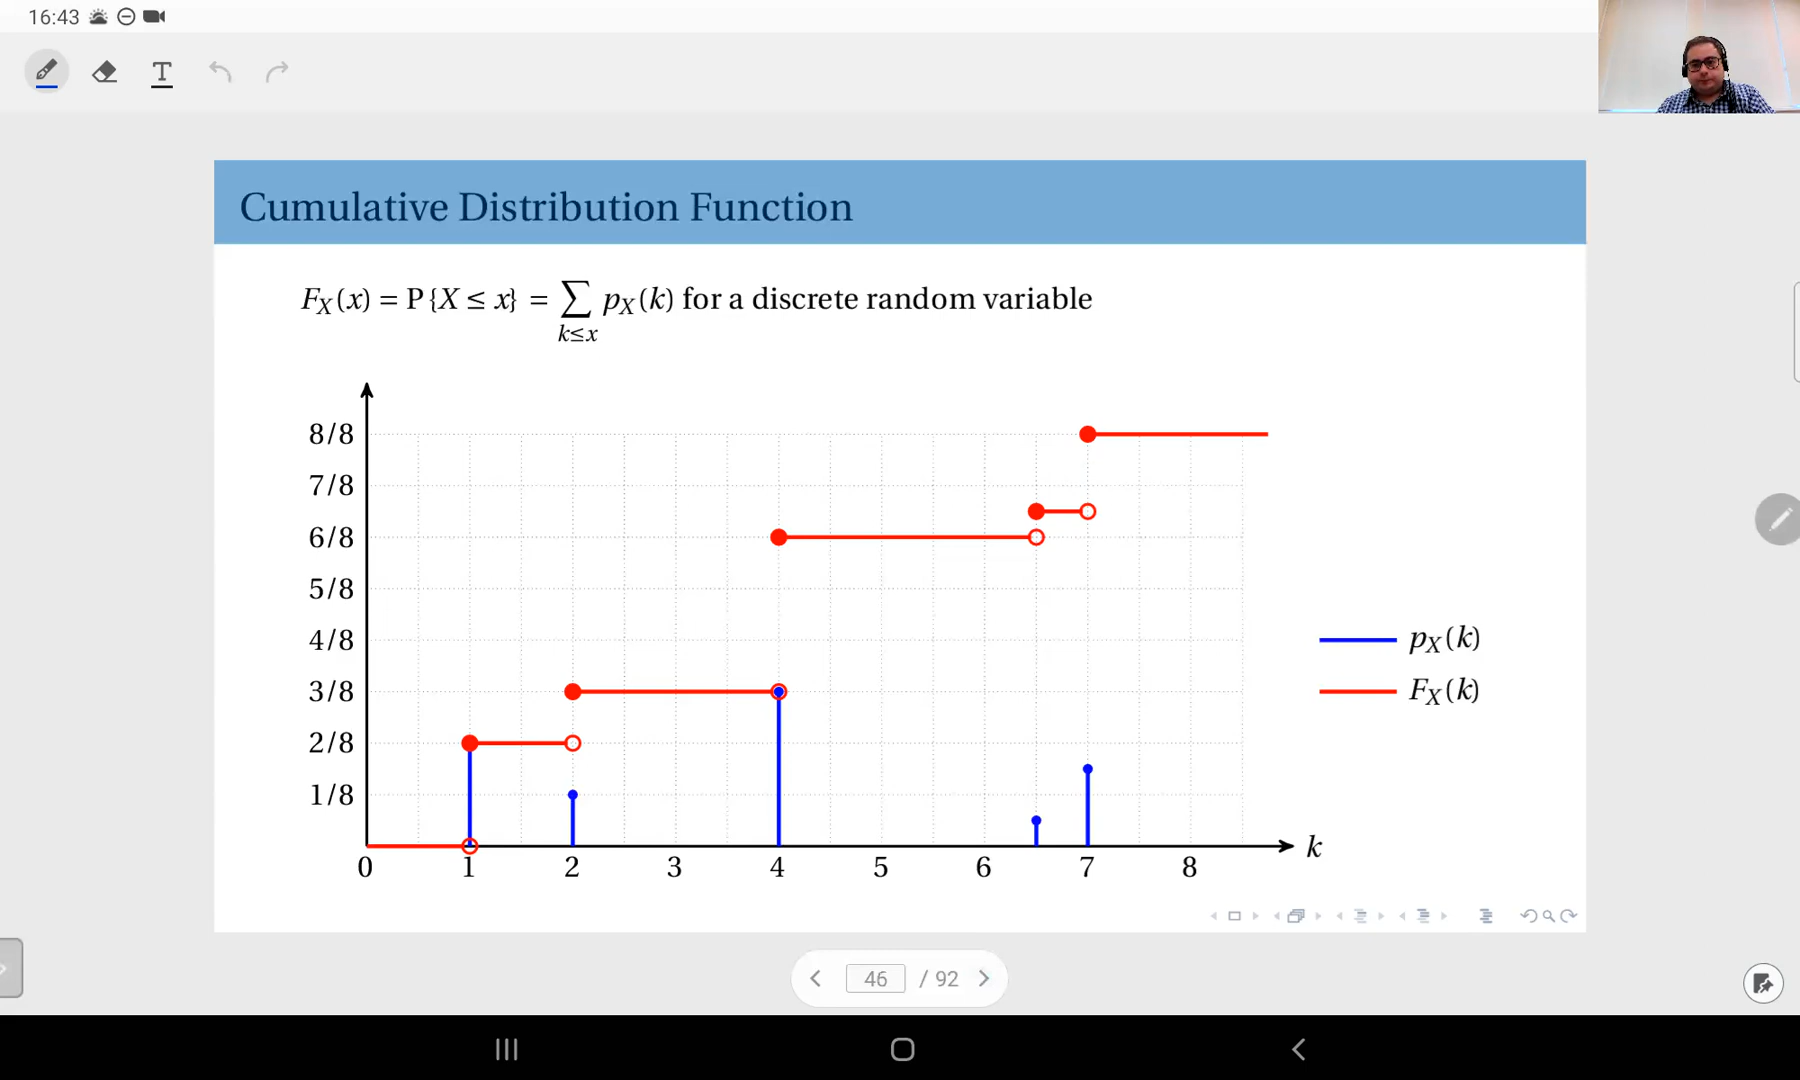 16:43
T
Cumulative Distribution Function
F_X(x) = P{X ≤ x} = ∑ p_X(k) for a discrete random variable
k≤x
8/8
7/8
6/8
5/8
4/8
3/8
2/8
1/8
p_X(k)
F_X(k)
0 1 2 3 4 5 6 7 8 k
46 / 92